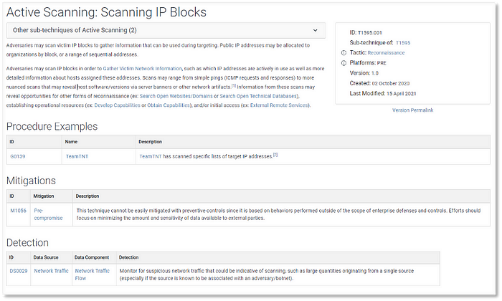 Active Scanning: Scanning IP Blocks
Other sub-techniques of Active Scanning (2)
Adversaries may scan victim IP blocks to gather information that can be used during targeting. Public IP addresses may be allocated to
organizations by block, or a range of sequential addresses.
Adversaries may scan IP blocks in order to Gather Victim Network Information, such as which IP addresses are actively in use as well as more
detailed information about hosts assigned these addresses. Scans may range from simple pings (ICMP requests and responses) to more
nuanced scans that may reveal host software/versions via server banners or other network artifacts.[1] Information from these scans may
reveal opportunities for other forms of reconnaissance (ex: Search Open Websites/Domains or Search Open Technical Databases),
establishing operational resources (ex: Develop Capabilities or Obtain Capabilities), and/or initial access (ex: External Remote Services).
ID: T1595.001
Sub-technique of: T1595
Tactic: Reconnaissance
Platforms: PRE
Version: 1.0
Created: 02 October 2020
Last Modified: 15 April 2021
Version Permalink
Procedure Examples
ID Name Description
G0139 TeamTNT TeamTNT has scanned specific lists of target IP addresses.[2]
Mitigations
ID Mitigation Description
M1056 Pre-compromise This technique cannot be easily mitigated with preventive controls since it is based on behaviors performed outside of the scope of enterprise defenses and controls. Efforts should
focus on minimizing the amount and sensitivity of data available to external parties.
Detection
ID Data Source Data Component Detection
DS0029 Network Traffic Network Traffic Flow Monitor for suspicious network traffic that could be indicative of scanning, such as large quantities originating from a single source
(especially if the source is known to be associated with an adversary/botnet).